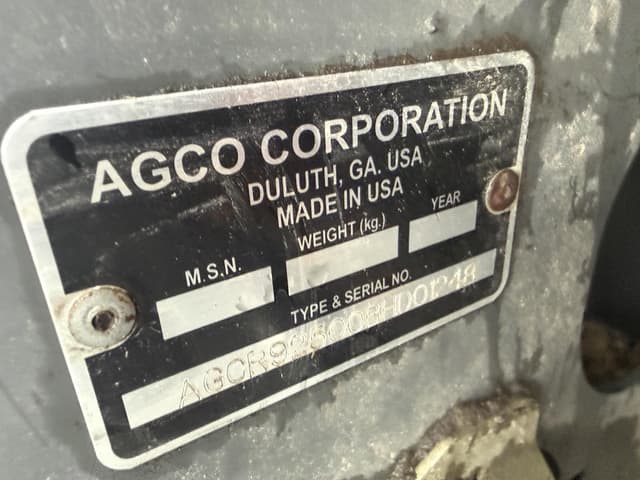 AGCO CORPORATION
DULUTH, GA. USA
MADE IN USA
M.S.N.
WEIGHT (kg.)
YEAR
TYPE & SERIAL NO.